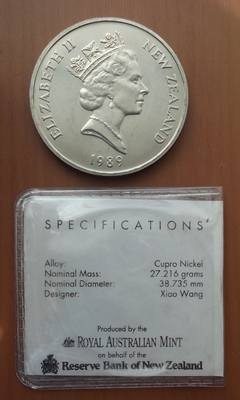 ELIZABETH II NEW ZEALAND
1989
SPECIFICATIONS
Alloy: Cupro Nickel
Nominal Mass: 27.216 grams
Nominal Diameter: 38.735 mm
Designer: Xiao Wang
Produced by the
The ROYAL AUSTRALIAN MINT
on behalf of the
Reserve Bank of New Zealand